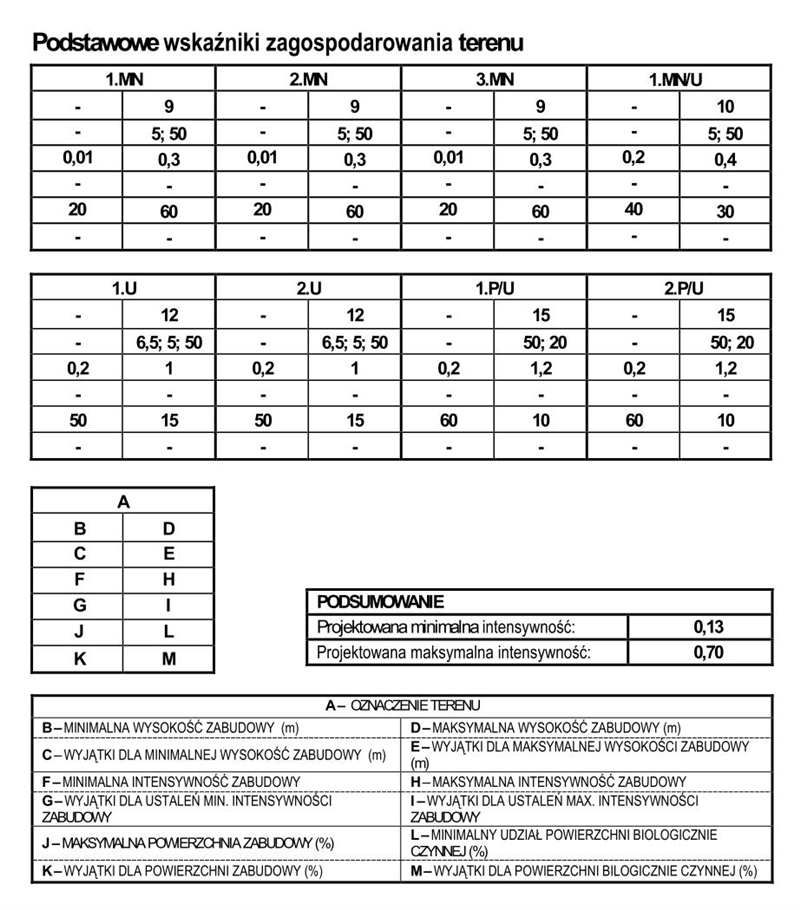 Podstawowe wskaźniki zagospodarowania terenu
1.MN 2.MN 3.MN 1.MN/U
- 9 - 9 - 9 - 10
- 5; 50 - 5; 50 - 5; 50 - 5; 50
0,01 0,3 0,01 0,3 0,01 0,3 0,2 0,4
- - - - - - - -
20 60 20 60 20 60 40 30
- - - - - - - -
1.U 2.U 1.P/U 2.P/U
- 12 - 12 - 15 - 15
- 6,5; 5; 50 - 6,5; 5; 50 - 50; 20 - 50; 20
0,2 1 0,2 1 0,2 1,2 0,2 1,2
- - - - - - - -
50 15 50 15 60 10 60 10
- - - - - - - -
A
B D
C E
F H
G I
J L
K M
PODSUMOWANIE
Projektowana minimalna intensywność: 0,13
Projektowana maksymalna intensywność: 0,70
A – OZNACZENIE TERENU
B – MINIMALNA WYSOKOŚĆ ZABUDOWY (m)
D – MAKSYMALNA WYSOKOŚĆ ZABUDOWY (m)
C – WYJĄTKI DLA MINIMALNEJ WYSOKOŚĆ ZABUDOWY (m)
E – WYJĄTKI DLA MAKSYMALNEJ WYSOKOŚCI ZABUDOWY
(m)
F – MINIMALNA INTENSYWNOŚĆ ZABUDOWY
H – MAKSYMALNA INTENSYWNOŚĆ ZABUDOWY
G – WYJĄTKI DLA USTALEŃ MIN. INTENSYWNOŚCI
ZABUDOWY
I – WYJĄTKI DLA USTALEŃ MAX. INTENSYWNOŚCI
ZABUDOWY
J – MAKSYMALNA POWIERZCHNIA ZABUDOWY (%)
L – MINIMALNY UDZIAŁ POWIERZCHNI BIOLOGICZNIE
CZYNNEJ (%)
K – WYJĄTKI DLA POWIERZCHNI ZABUDOWY (%)
M – WYJĄTKI DLA POWIERZCHNI BILOGICZNIE CZYNNEJ (%)